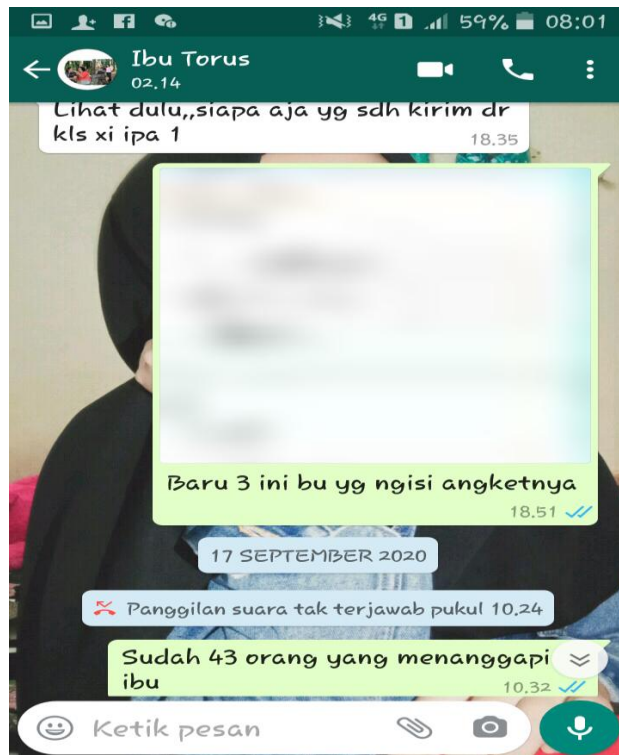 4G 1 59% 08:01
Ibu Torus
02.14
Lihat dulu,,siapa aja yg sdh kirim dr
kls xi ipa 1
18.35
Baru 3 ini bu yg ngisi angketnya
18.51
17 SEPTEMBER 2020
Panggilan suara tak terjawab pukul 10.24
Sudah 43 orang yang menanggapi
ibu
10.32
Ketik pesan